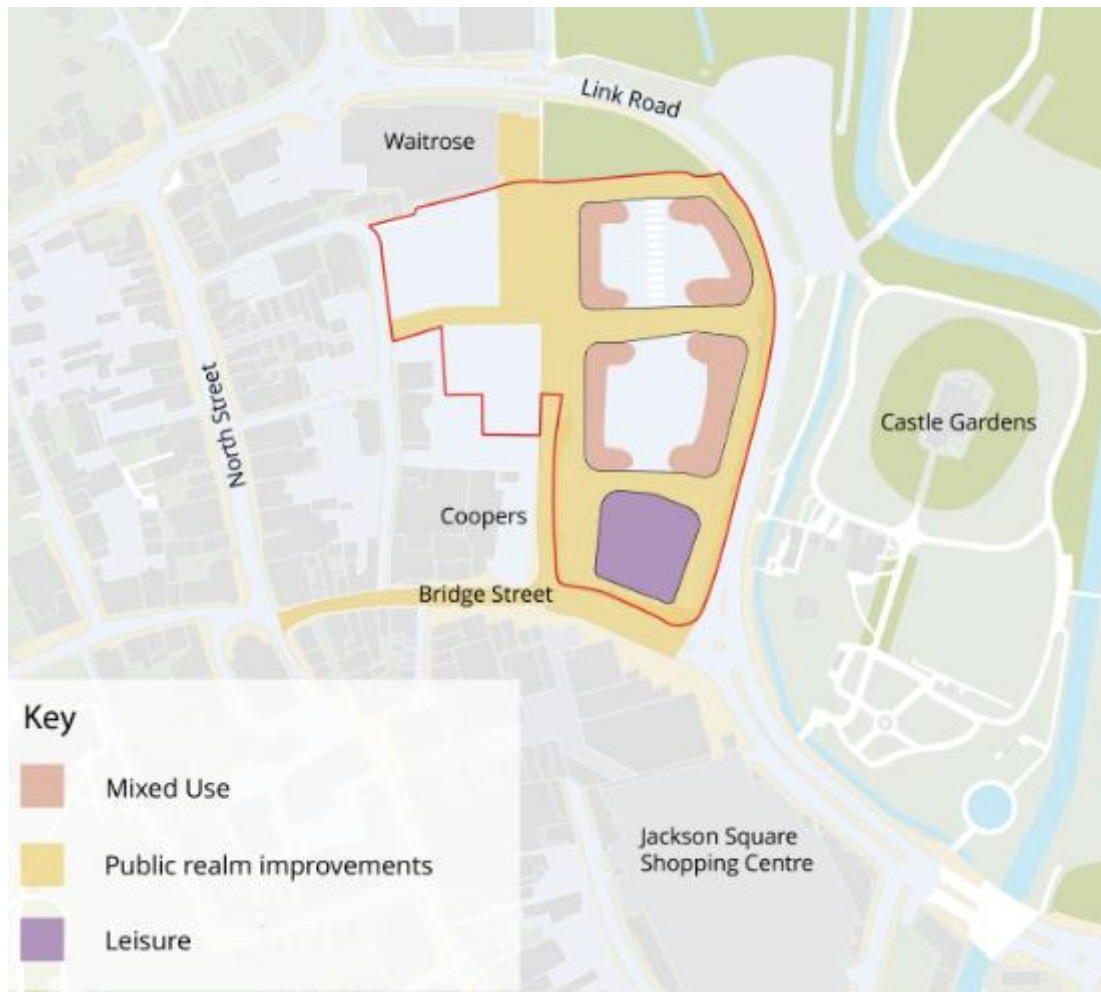 Link Road
Waitrose
North Street
Castle Gardens
Coopers
Bridge Street
Key
Mixed Use
Public realm improvements
Leisure
Jackson Square
Shopping Centre